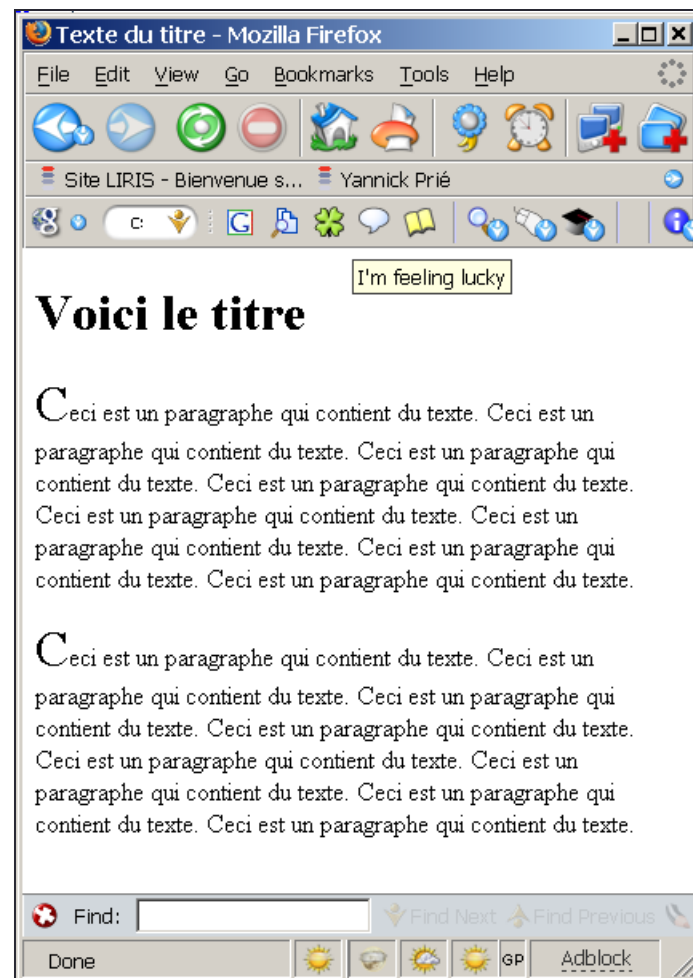 Texte du titre - Mozilla Firefox
File Edit View Go Bookmarks Tools Help
Site LIRIS - Bienvenue s... Yannick Prié
C:
I'm feeling lucky
Voici le titre
Ceci est un paragraphe qui contient du texte. Ceci est un
paragraphe qui contient du texte. Ceci est un paragraphe qui
contient du texte. Ceci est un paragraphe qui contient du texte.
Ceci est un paragraphe qui contient du texte. Ceci est un
paragraphe qui contient du texte. Ceci est un paragraphe qui
contient du texte. Ceci est un paragraphe qui contient du texte.
Ceci est un paragraphe qui contient du texte. Ceci est un
paragraphe qui contient du texte. Ceci est un paragraphe qui
contient du texte. Ceci est un paragraphe qui contient du texte.
Ceci est un paragraphe qui contient du texte. Ceci est un
paragraphe qui contient du texte. Ceci est un paragraphe qui
contient du texte. Ceci est un paragraphe qui contient du texte.
Find: Find Next Find Previous
Done GP Adblock